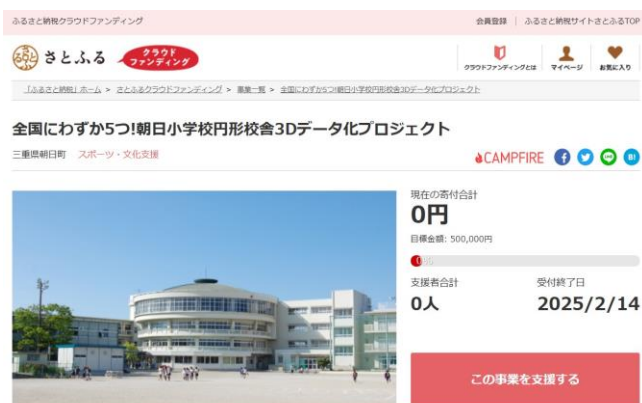 ふるさと納税クラウドファンディング
会員登録 ふるさと納税サイトさとふるTOP
さとふる クラウドファンディング
クラウドファンディングとは マイページ お気に入り
「ふるさと納税」ホーム > さとふるクラウドファンディング > 事業一覧 > 全国にわずか5つ!朝日小学校円形校舎3Dデータ化プロジェクト
全国にわずか5つ!朝日小学校円形校舎3Dデータ化プロジェクト
三重県朝日町 スポーツ・文化支援
CAMPFIRE
現在の寄付合計
0円
目標金額: 500,000円
支援者合計 受付終了日
0人 2025/2/14
この事業を支援する